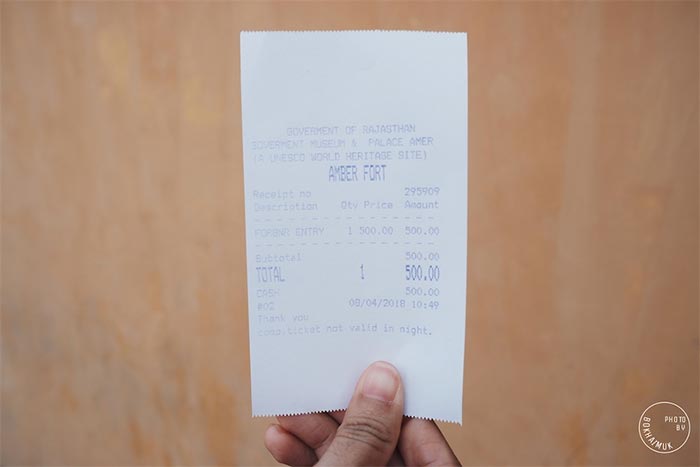 GOVERMENT OF RAJASTHAN
GOVERMENT MUSEUM & PALACE AMER
(A UNESCO WORLD HERITAGE SITE)
AMBER FORT
Receipt no 295909
Description Qty Price Amount
FORGNR ENTRY 1 500.00 500.00
Subtotal 500.00
TOTAL 1 500.00
CASH 500.00
#02 08/04/2018 10:49
Thank you
comp.ticket not valid in night.
PHOTO BY
BOKHAIMUK